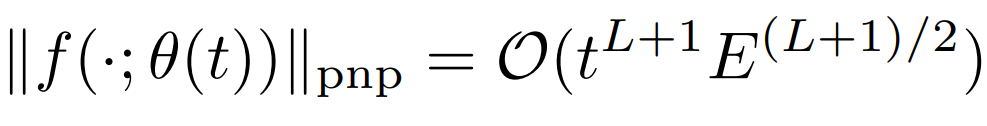 ‖f(·; θ(t))‖_pnp = 𝒪(t^{L+1} E^{(L+1)/2})